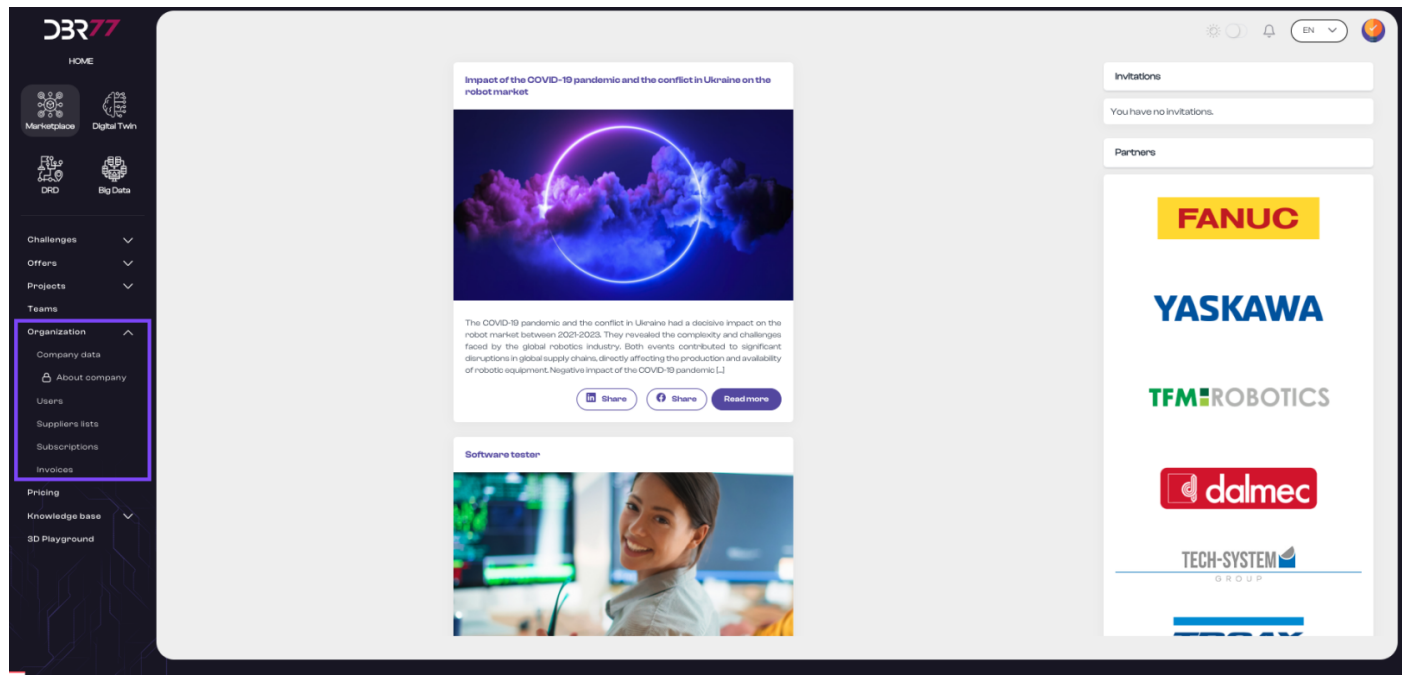 DBR77
HOME
Marketplace
Digital Twin
DRD
Big Data
Challenges
Offers
Projects
Teams
Organization
Company data
About company
Users
Suppliers lists
Subscriptions
Invoices
Pricing
Knowledge base
3D Playground
EN
Impact of the COVID-19 pandemic and the conflict in Ukraine on the
robot market
The COVID-19 pandemic and the conflict in Ukraine had a decisive impact on the
robot market between 2021-2023. They revealed the complexity and challenges
faced by the global robotics industry. Both events contributed to significant
disruptions in global supply chains, directly affecting the production and availability
of robotic equipment. Negative impact of the COVID-19 pandemic [...]
Share
Share
Read more
Software tester
Invitations
You have no invitations.
Partners
FANUC
YASKAWA
TFM ROBOTICS
dalmec
TECH-SYSTEM
GROUP